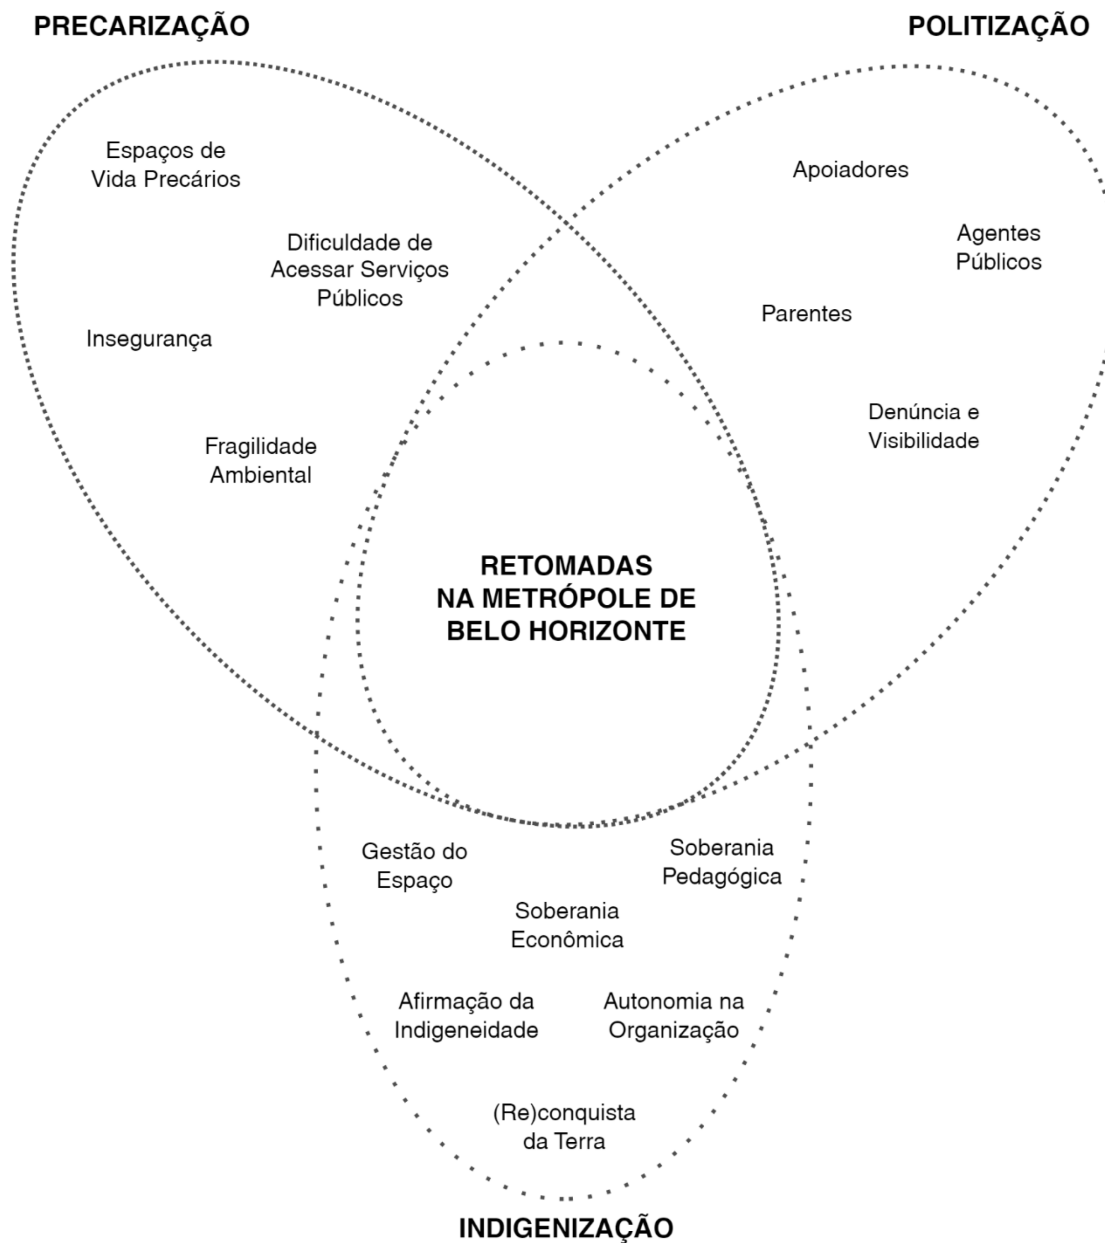 PRECARIZAÇÃO
POLITIZAÇÃO
Espaços de
Vida Precários
Dificuldade de
Acessar Serviços
Públicos
Insegurança
Fragilidade
Ambiental
Apoiadores
Agentes
Públicos
Parentes
Denúncia e
Visibilidade
RETOMADAS
NA METRÓPOLE DE
BELO HORIZONTE
Gestão do
Espaço
Soberania
Pedagógica
Soberania
Econômica
Afirmação da
Indigeneidade
Autonomia na
Organização
(Re)conquista
da Terra
INDIGENIZAÇÃO